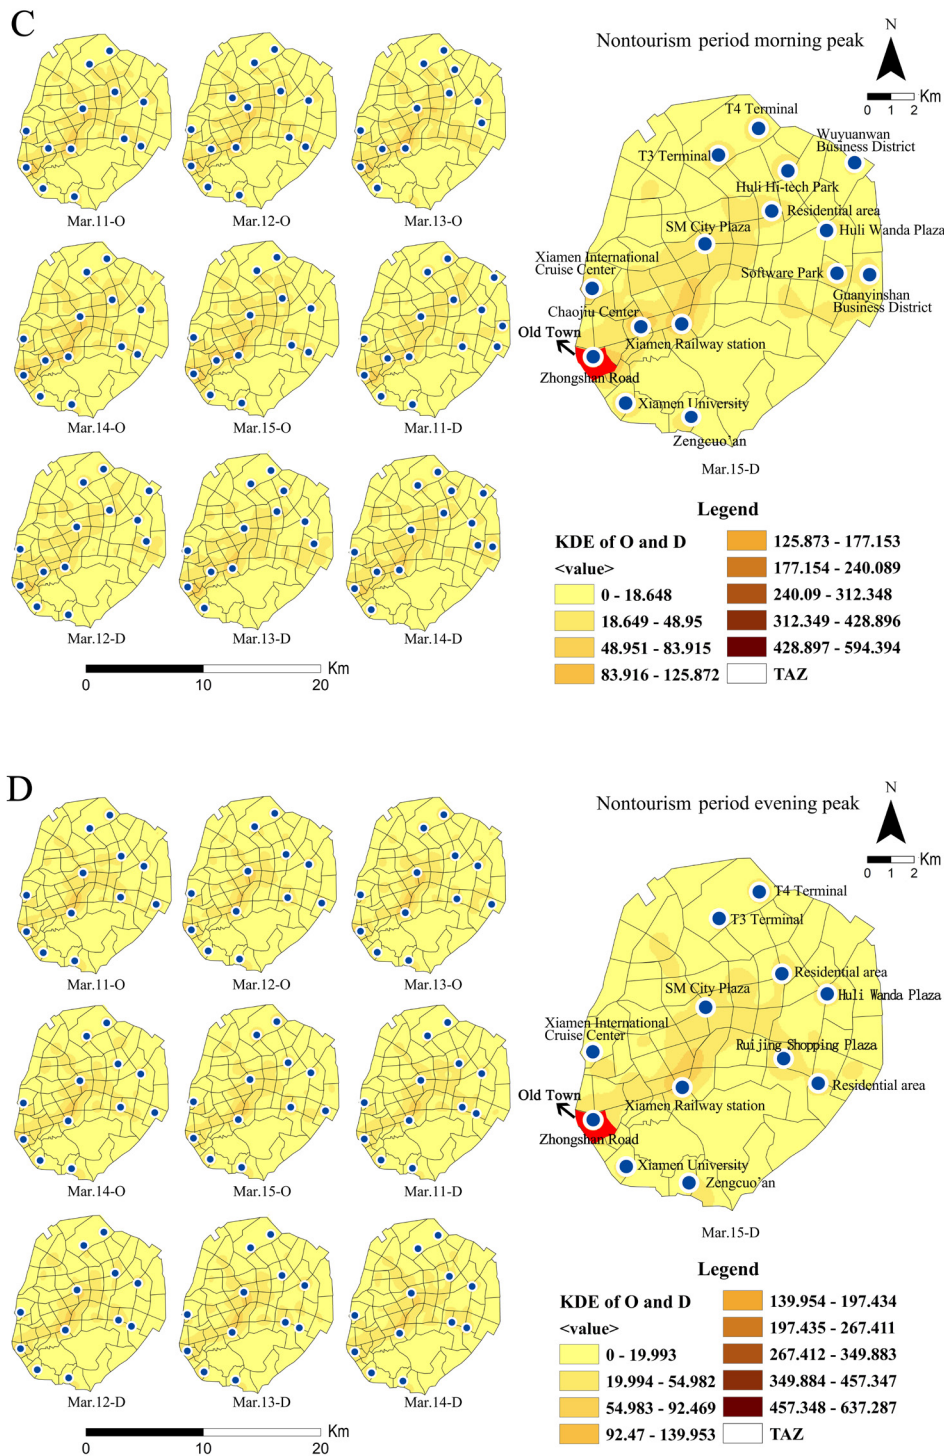 C
Nontourism period morning peak
N
Km
0 1 2
Mar.11-O
Mar.12-O
Mar.13-O
Mar.14-O
Mar.15-O
Mar.11-D
Mar.12-D
Mar.13-D
Mar.14-D
Km
0 10 20
T4 Terminal
Wuyuanwan
Business District
T3 Terminal
Huli Hi-tech Park
Residential area
SM City Plaza
Huli Wanda Plaza
Xiamen International
Cruise Center
Software Park
Guanyinshan
Business District
Chaojiu Center
Old Town
Xiamen Railway station
Zhongshan Road
Xiamen University
Zengcuo'an
Mar.15-D
Legend
KDE of O and D
<value>
0 - 18.648
18.649 - 48.95
48.951 - 83.915
83.916 - 125.872
125.873 - 177.153
177.154 - 240.089
240.09 - 312.348
312.349 - 428.896
428.897 - 594.394
TAZ
D
Nontourism period evening peak
N
Km
0 1 2
Mar.11-O
Mar.12-O
Mar.13-O
Mar.14-O
Mar.15-O
Mar.11-D
Mar.12-D
Mar.13-D
Mar.14-D
Km
0 10 20
T4 Terminal
T3 Terminal
Residential area
SM City Plaza
Huli Wanda Plaza
Xiamen International
Cruise Center
Ruijing Shopping Plaza
Residential area
Old Town
Xiamen Railway station
Zhongshan Road
Xiamen University
Zengcuo'an
Mar.15-D
Legend
KDE of O and D
<value>
0 - 19.993
19.994 - 54.982
54.983 - 92.469
92.47 - 139.953
139.954 - 197.434
197.435 - 267.411
267.412 - 349.883
349.884 - 457.347
457.348 - 637.287
TAZ